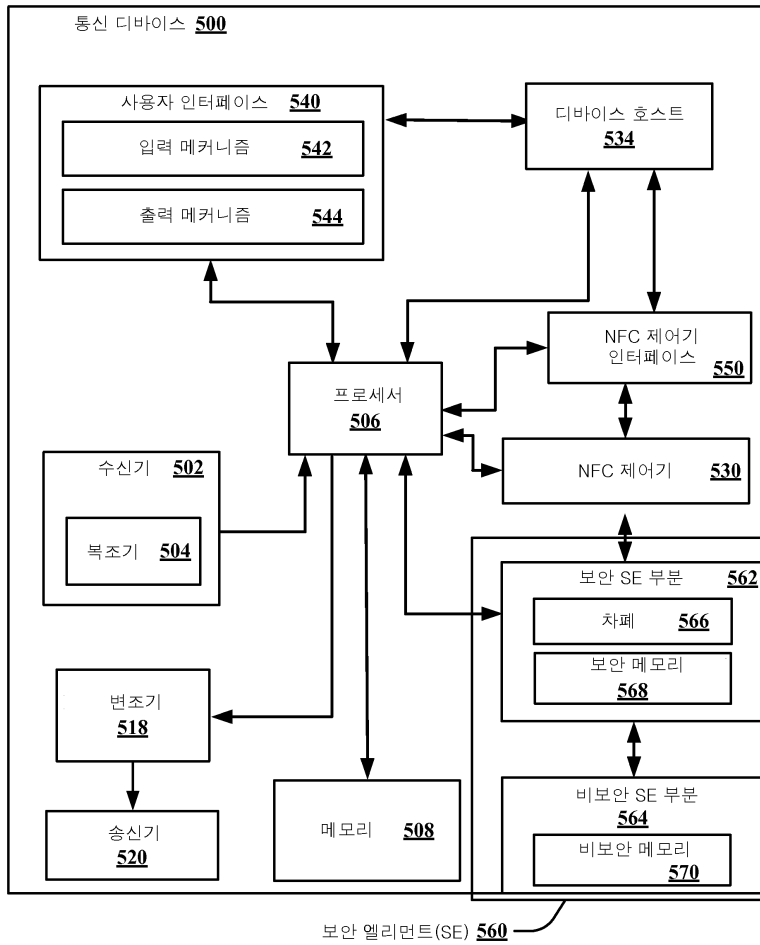 통신 디바이스 500
사용자 인터페이스 540
입력 메커니즘 542
출력 메커니즘 544
디바이스 호스트
534
NFC 제어기
인터페이스
550
프로세서
506
NFC 제어기 530
수신기 502
복조기 504
보안 SE 부분 562
차폐 566
보안 메모리
568
변조기
518
송신기
520
메모리 508
비보안 SE 부분
564
비보안 메모리
570
보안 엘리먼트(SE) 560